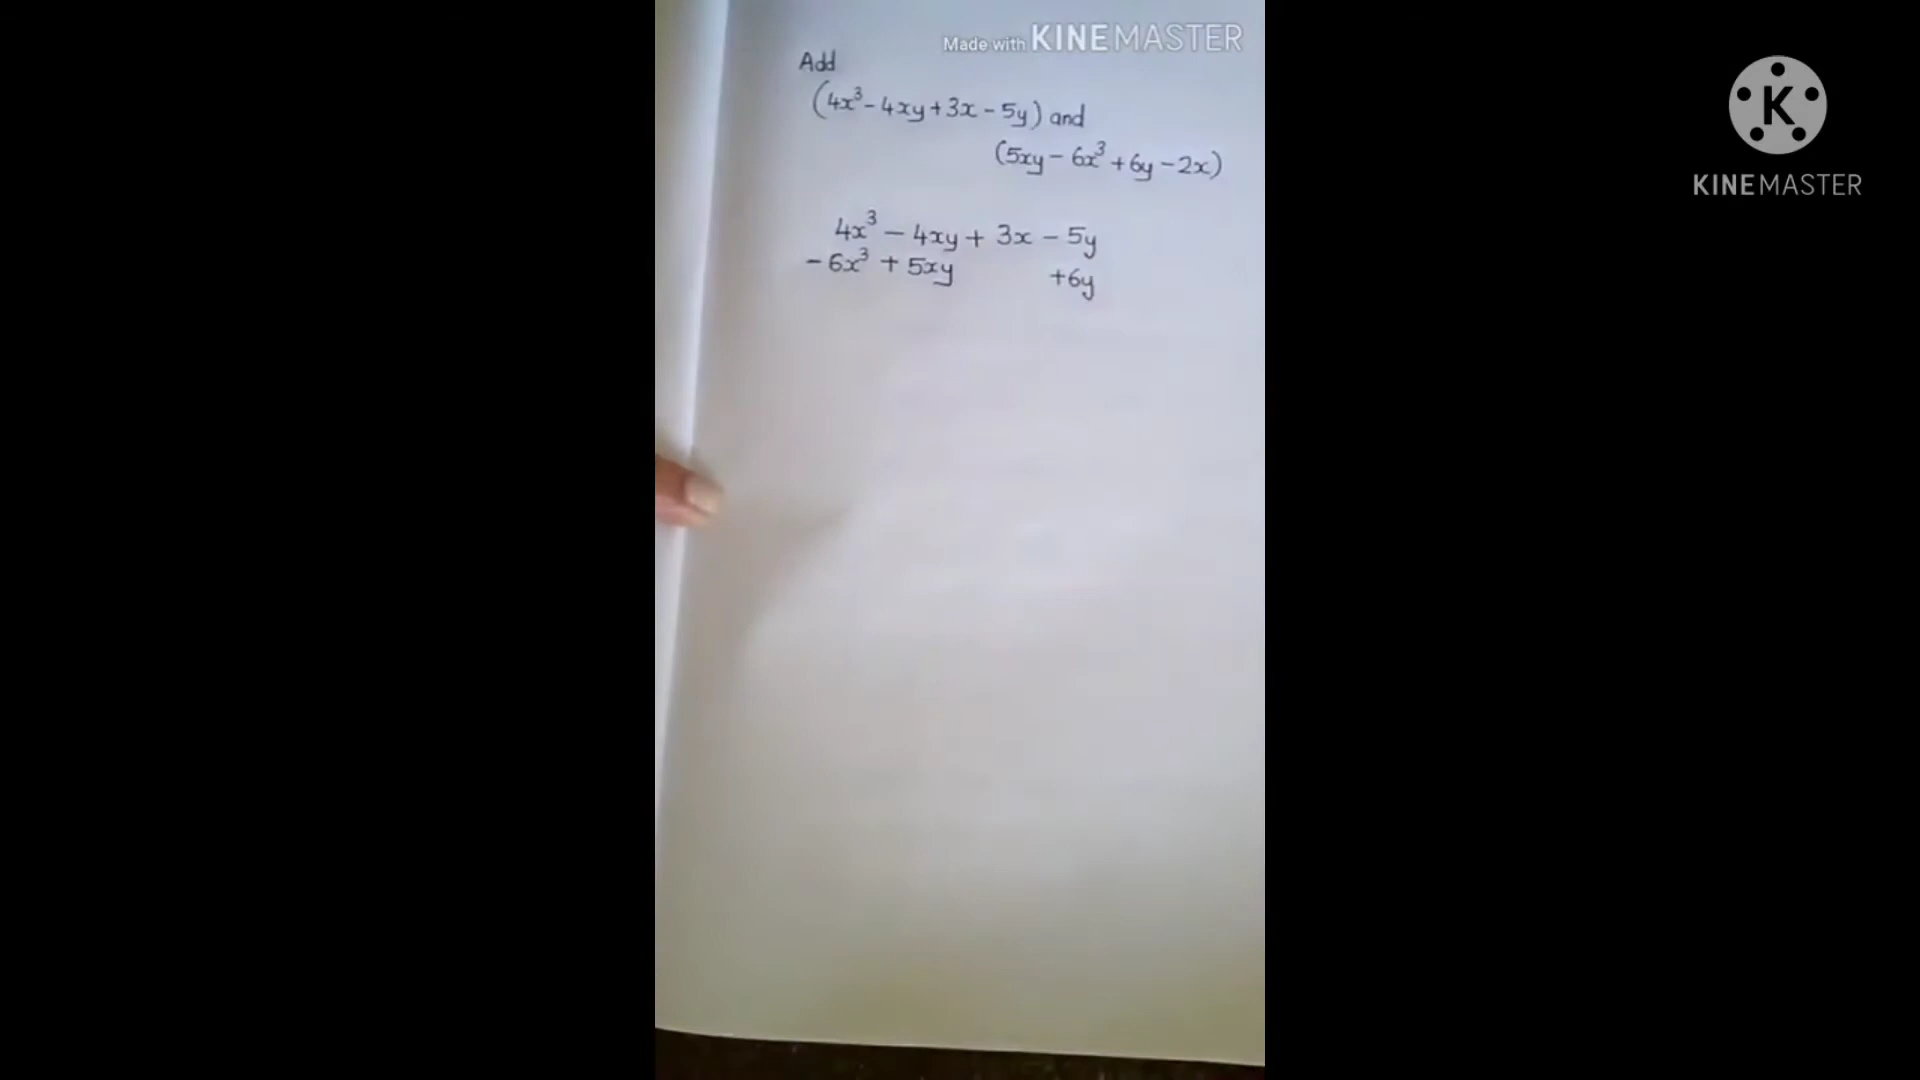 Made with KINEMASTER
Add
(4x³ - 4xy + 3x - 5y) and
(5xy - 6x³ + 6y - 2x)
4x³ - 4xy + 3x - 5y
- 6x³ + 5xy +6y
K
KINEMASTER